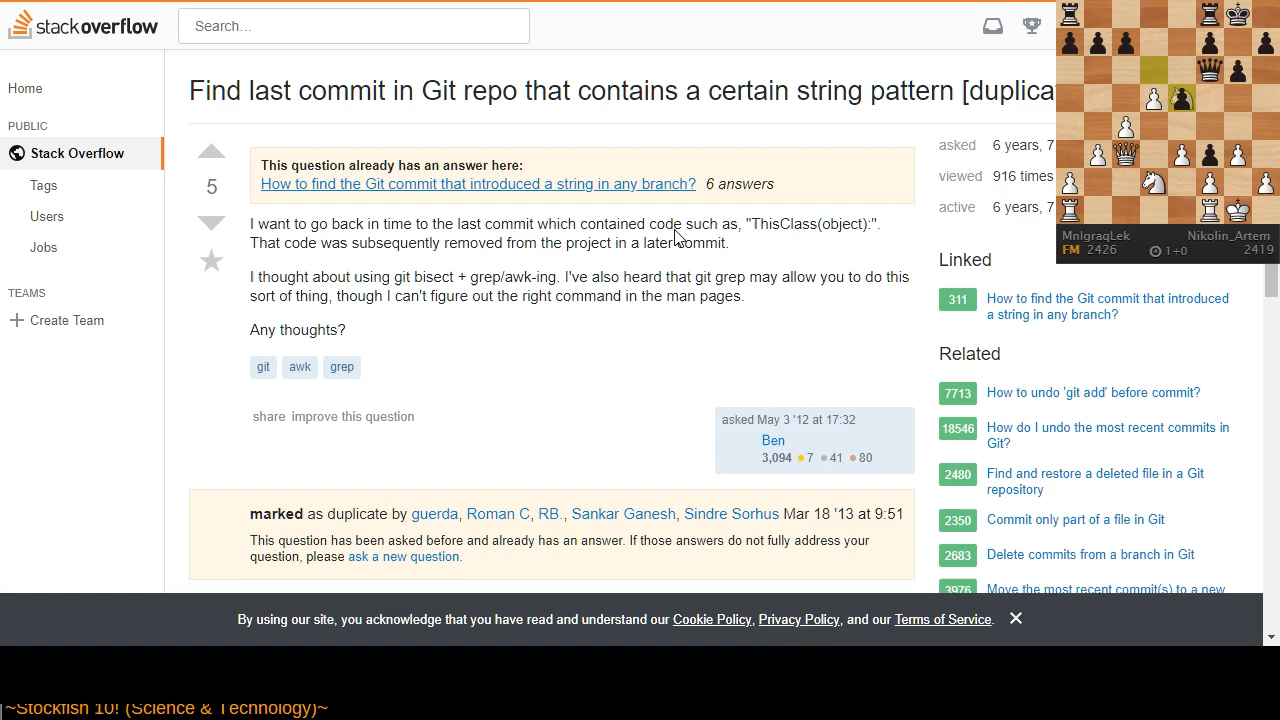 stackoverflow
Search…
Home
PUBLIC
Stack Overflow
Tags
Users
Jobs
TEAMS
Create Team
Find last commit in Git repo that contains a certain string pattern [duplica
This question already has an answer here:
How to find the Git commit that introduced a string in any branch? 6 answers
5
I want to go back in time to the last commit which contained code such as, "ThisClass(object):".
That code was subsequently removed from the project in a later commit.
I thought about using git bisect + grep/awk-ing. I've also heard that git grep may allow you to do this
sort of thing, though I can't figure out the right command in the man pages.
Any thoughts?
git awk grep
share improve this question
asked May 3 '12 at 17:32
Ben
3,094 7 41 80
marked as duplicate by guerda, Roman C, RB., Sankar Ganesh, Sindre Sorhus Mar 18 '13 at 9:51
This question has been asked before and already has an answer. If those answers do not fully address your
question, please ask a new question.
asked 6 years, 7
viewed 916 times
active 6 years, 7
MnIgraqLek Nikolin_Artem
FM 2426 1+0 2419
Linked
311 How to find the Git commit that introduced
a string in any branch?
Related
7713 How to undo 'git add' before commit?
18546 How do I undo the most recent commits in
Git?
2480 Find and restore a deleted file in a Git
repository
2350 Commit only part of a file in Git
2683 Delete commits from a branch in Git
3976 Move the most recent commit(s) to a new
By using our site, you acknowledge that you have read and understand our Cookie Policy, Privacy Policy, and our Terms of Service.
~Stockfish 10! (Science & Technology)~